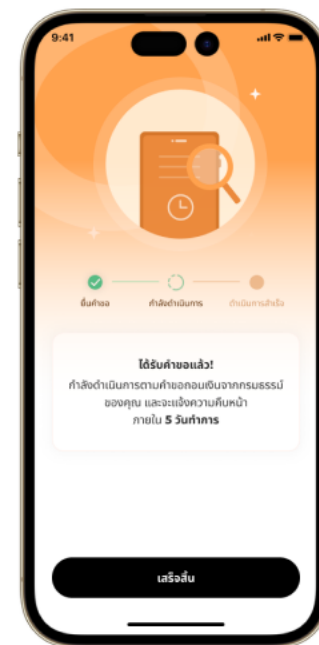 9:41
ยื่นคำขอ
กำลังดำเนินการ
ดำเนินการสำเร็จ
ได้รับคำขอแล้ว!
กำลังดำเนินการตามคำขอถอนเงินจากกรมธรรม์
ของคุณ และจะแจ้งความคืบหน้า
ภายใน 5 วันทำการ
เสร็จสิ้น